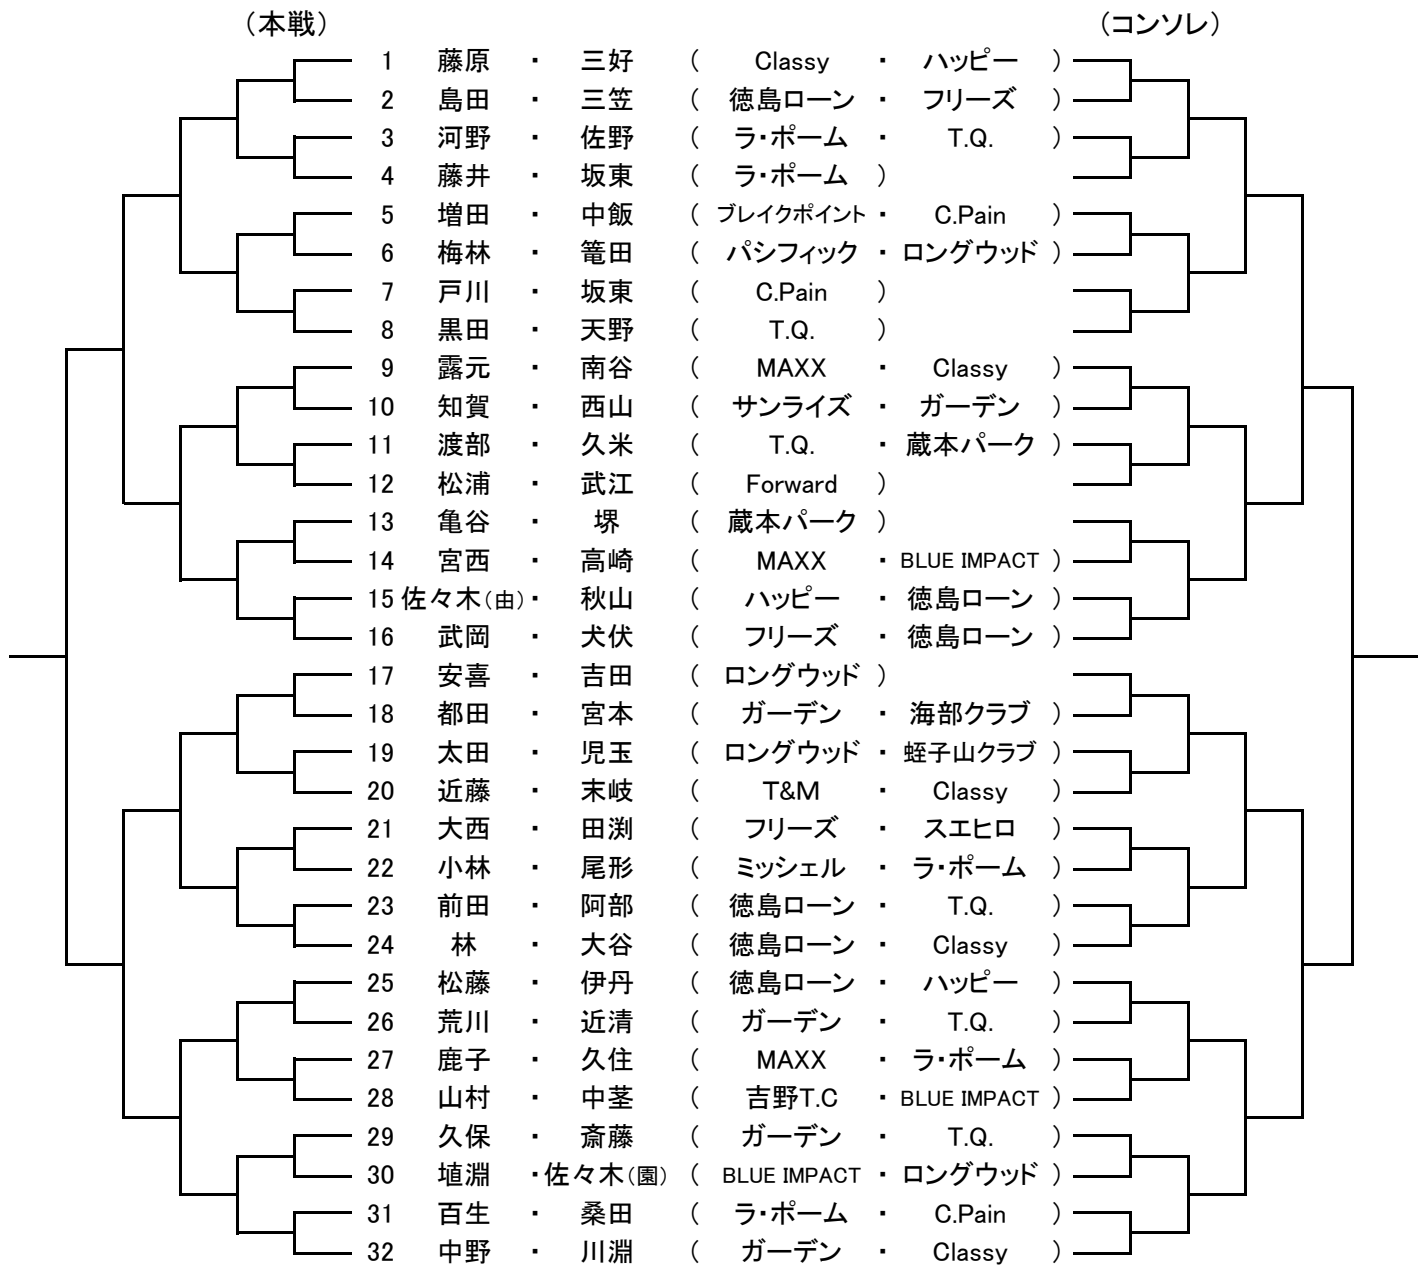 （本戦） （コンソレ）
1 藤原 ・ 三好 ( Classy ・ ハッピー )
2 島田 ・ 三笠 ( 徳島ローン ・ フリーズ )
3 河野 ・ 佐野 ( ラ・ポーム ・ T.Q. )
4 藤井 ・ 坂東 ( ラ・ポーム )
5 増田 ・ 中飯 ( ブレイクポイント ・ C.Pain )
6 梅林 ・ 篭田 ( パシフィック ・ ロングウッド )
7 戸川 ・ 坂東 ( C.Pain )
8 黒田 ・ 天野 ( T.Q. )
9 露元 ・ 南谷 ( MAXX ・ Classy )
10 知賀 ・ 西山 ( サンライズ ・ ガーデン )
11 渡部 ・ 久米 ( T.Q. ・ 蔵本パーク )
12 松浦 ・ 武江 ( Forward )
13 亀谷 ・ 堺 ( 蔵本パーク )
14 宮西 ・ 高崎 ( MAXX ・ BLUE IMPACT )
15 佐々木（由） ・ 秋山 ( ハッピー ・ 徳島ローン )
16 武岡 ・ 犬伏 ( フリーズ ・ 徳島ローン )
17 安喜 ・ 吉田 ( ロングウッド )
18 都田 ・ 宮本 ( ガーデン ・ 海部クラブ )
19 太田 ・ 児玉 ( ロングウッド ・ 蛭子山クラブ )
20 近藤 ・ 末岐 ( T&M ・ Classy )
21 大西 ・ 田渕 ( フリーズ ・ スエヒロ )
22 小林 ・ 尾形 ( ミッシェル ・ ラ・ポーム )
23 前田 ・ 阿部 ( 徳島ローン ・ T.Q. )
24 林 ・ 大谷 ( 徳島ローン ・ Classy )
25 松藤 ・ 伊丹 ( 徳島ローン ・ ハッピー )
26 荒川 ・ 近清 ( ガーデン ・ T.Q. )
27 鹿子 ・ 久住 ( MAXX ・ ラ・ポーム )
28 山村 ・ 中茎 ( 吉野T.C ・ BLUE IMPACT )
29 久保 ・ 斎藤 ( ガーデン ・ T.Q. )
30 埴淵 ・ 佐々木（園） ( BLUE IMPACT ・ ロングウッド )
31 百生 ・ 桑田 ( ラ・ポーム ・ C.Pain )
32 中野 ・ 川淵 ( ガーデン ・ Classy )